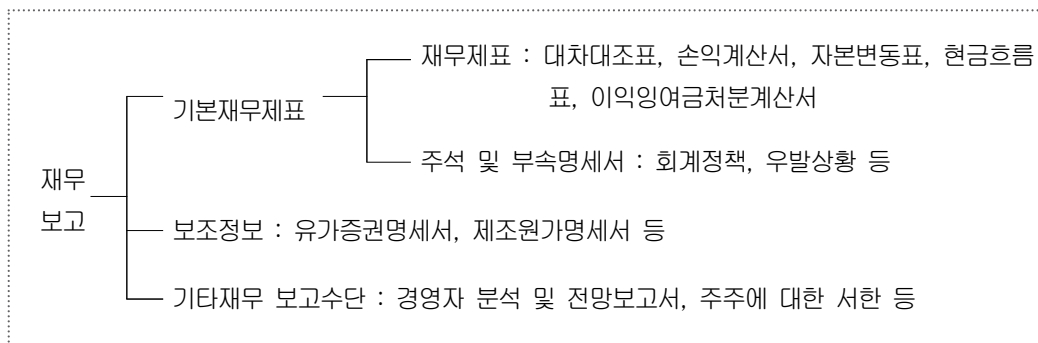 재무제표 : 대차대조표, 손익계산서, 자본변동표, 현금흐름
표, 이익잉여금처분계산서
기본재무제표
주석 및 부속명세서 : 회계정책, 우발상황 등
재무
보고
보조정보 : 유가증권명세서, 제조원가명세서 등
기타재무 보고수단 : 경영자 분석 및 전망보고서, 주주에 대한 서한 등